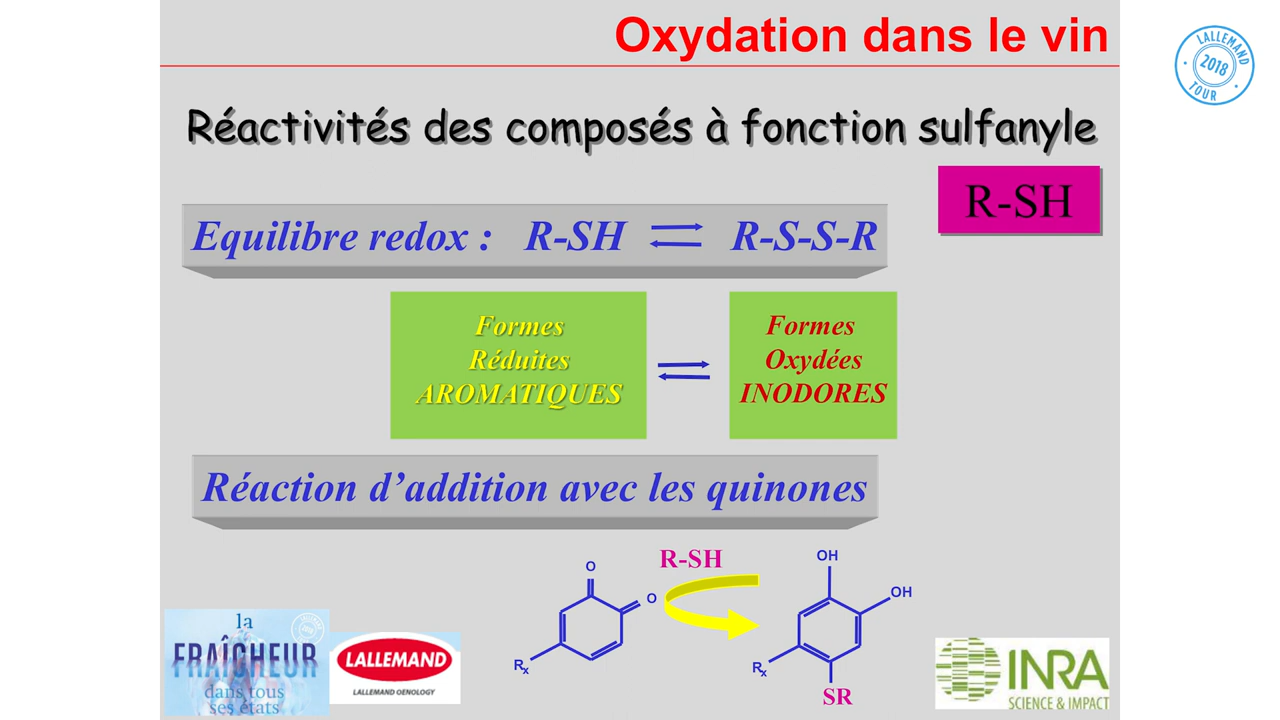 Oxydation dans le vin
LALLEMAND
2018
TOUR
Réactivités des composés à fonction sulfanyle
R-SH
Equilibre redox : R-SH ⇌ R-S-S-R
Formes
Réduites
AROMATIQUES
Formes
Oxydées
INODORES
Réaction d’addition avec les quinones
R-SH
O
O
Rx
OH
OH
Rx
SR
la
FRAÎCHEUR
dans tous
ses états
LALLEMAND
LALLEMAND OENOLOGY
INRA
SCIENCE & IMPACT